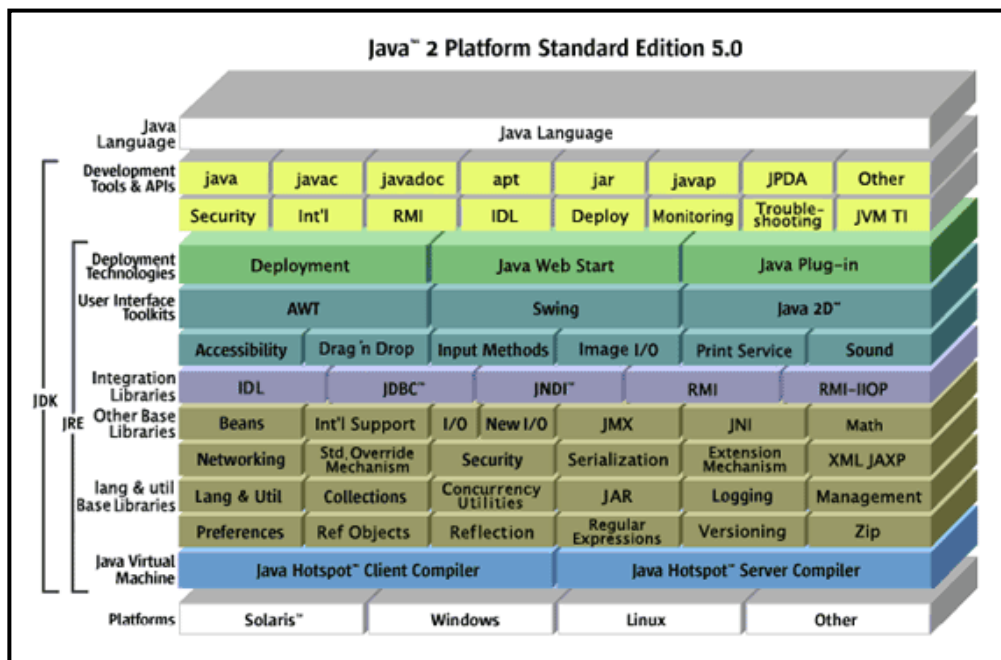 Java™ 2 Platform Standard Edition 5.0
Java
Language
Java Language
Development
Tools & APIs
java javac javadoc apt jar javap JPDA Other
Security Int'l RMI IDL Deploy Monitoring Trouble-
shooting JVM TI
Deployment
Technologies
Deployment Java Web Start Java Plug-in
User Interface
Toolkits
AWT Swing Java 2D™
Accessibility Drag 'n Drop Input Methods Image I/O Print Service Sound
Integration
Libraries
IDL JDBC™ JNDI™ RMI RMI-IIOP
JDK
JRE
Other Base
Libraries
Beans Int'l Support I/O New I/O JMX JNI Math
Networking Std. Override
Mechanism Security Serialization Extension
Mechanism XML JAXP
lang & util
Base Libraries
Lang & Util Collections Concurrency
Utilities JAR Logging Management
Preferences Ref Objects Reflection Regular
Expressions Versioning Zip
Java Virtual
Machine
Java Hotspot™ Client Compiler Java Hotspot™ Server Compiler
Platforms
Solaris™ Windows Linux Other